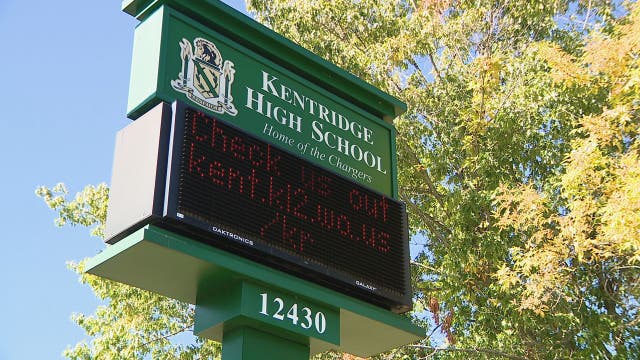 KENTRIDGE
HIGH SCHOOL
Home of the Chargers
Check us out
kent.k12.wa.us
/kr
DAKTRONICS
GALAXY
12430